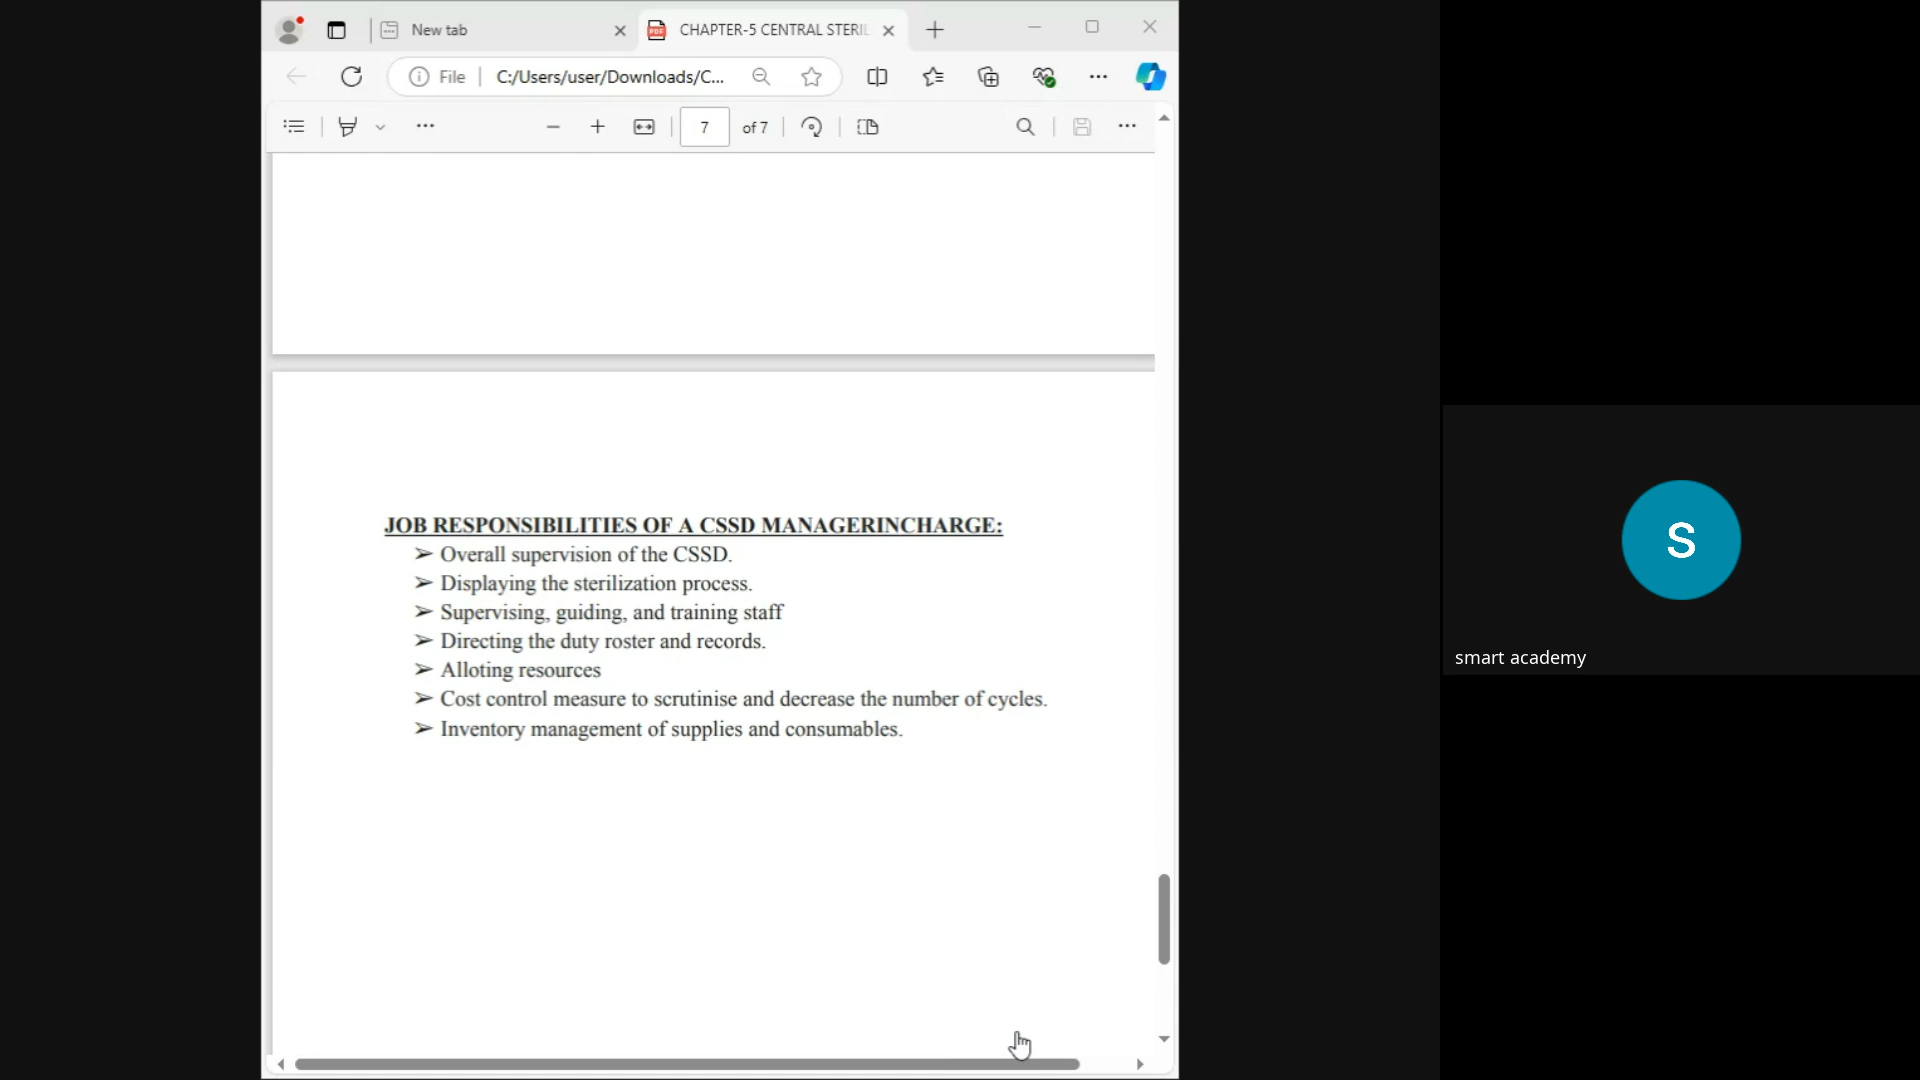 New tab
CHAPTER-5 CENTRAL STERIL
File
C:/Users/user/Downloads/C...
7
of 7
JOB RESPONSIBILITIES OF A CSSD MANAGERINCHARGE:
➢ Overall supervision of the CSSD.
➢ Displaying the sterilization process.
➢ Supervising, guiding, and training staff
➢ Directing the duty roster and records.
➢ Alloting resources
➢ Cost control measure to scrutinise and decrease the number of cycles.
➢ Inventory management of supplies and consumables.
S
smart academy